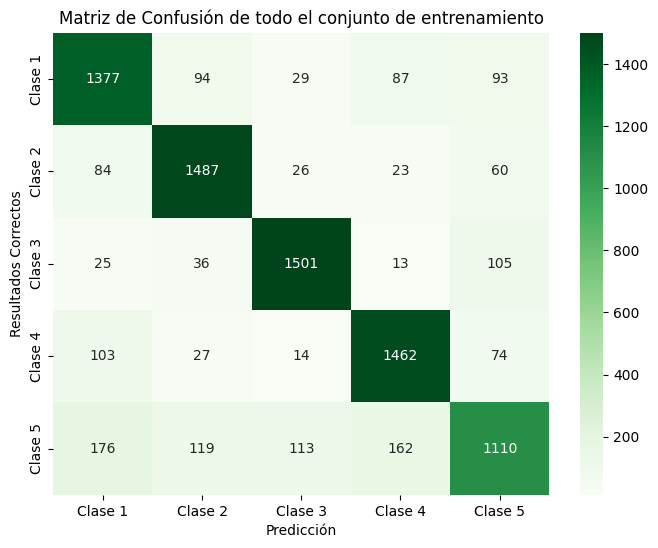 Matriz de Confusión de todo el conjunto de entrenamiento
Resultados Correctos
Clase 1 1377 94 29 87 93
Clase 2 84 1487 26 23 60
Clase 3 25 36 1501 13 105
Clase 4 103 27 14 1462 74
Clase 5 176 119 113 162 1110
Clase 1 Clase 2 Clase 3 Clase 4 Clase 5
Predicción
1400
1200
1000
800
600
400
200